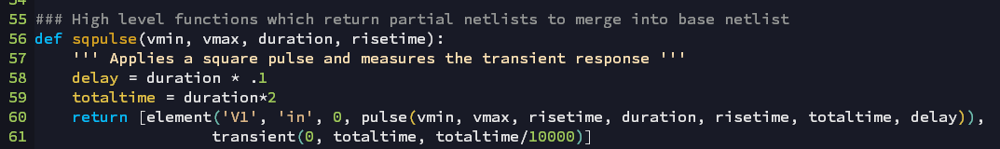 54
55 ### High level functions which return partial netlists to merge into base netlist
56 def sqpulse(vmin, vmax, duration, risetime):
57     ''' Applies a square pulse and measures the transient response '''
58     delay = duration * .1
59     totaltime = duration*2
60     return [element('V1', 'in', 0, pulse(vmin, vmax, risetime, duration, risetime, totaltime, delay)),
61                    transient(0, totaltime, totaltime/10000)]